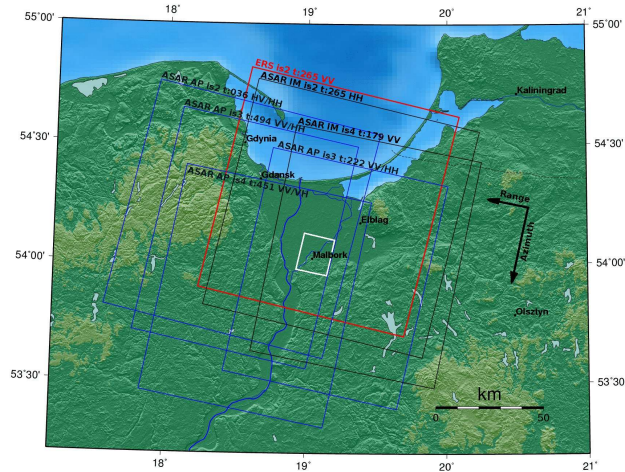 18˚ 19˚ 20˚ 21˚
55˚00' 55˚00'
ERS is2 t:265 VV
ASAR AP is2 t:036 HV/HH
ASAR IM is2 t:265 HH
Kaliningrad
ASAR AP is3 t:494 VV/HH
ASAR IM is4 t:179 VV
54˚30' 54˚30'
Gdynia
ASAR AP is3 t:222 VV/HH
Gdansk
ASAR AP is4 t:451 VV/VH
Range
Elblag
Azimuth
54˚00' 54˚00'
Malbork
Olsztyn
53˚30' 53˚30'
km
0 50
18˚ 19˚ 20˚ 21˚